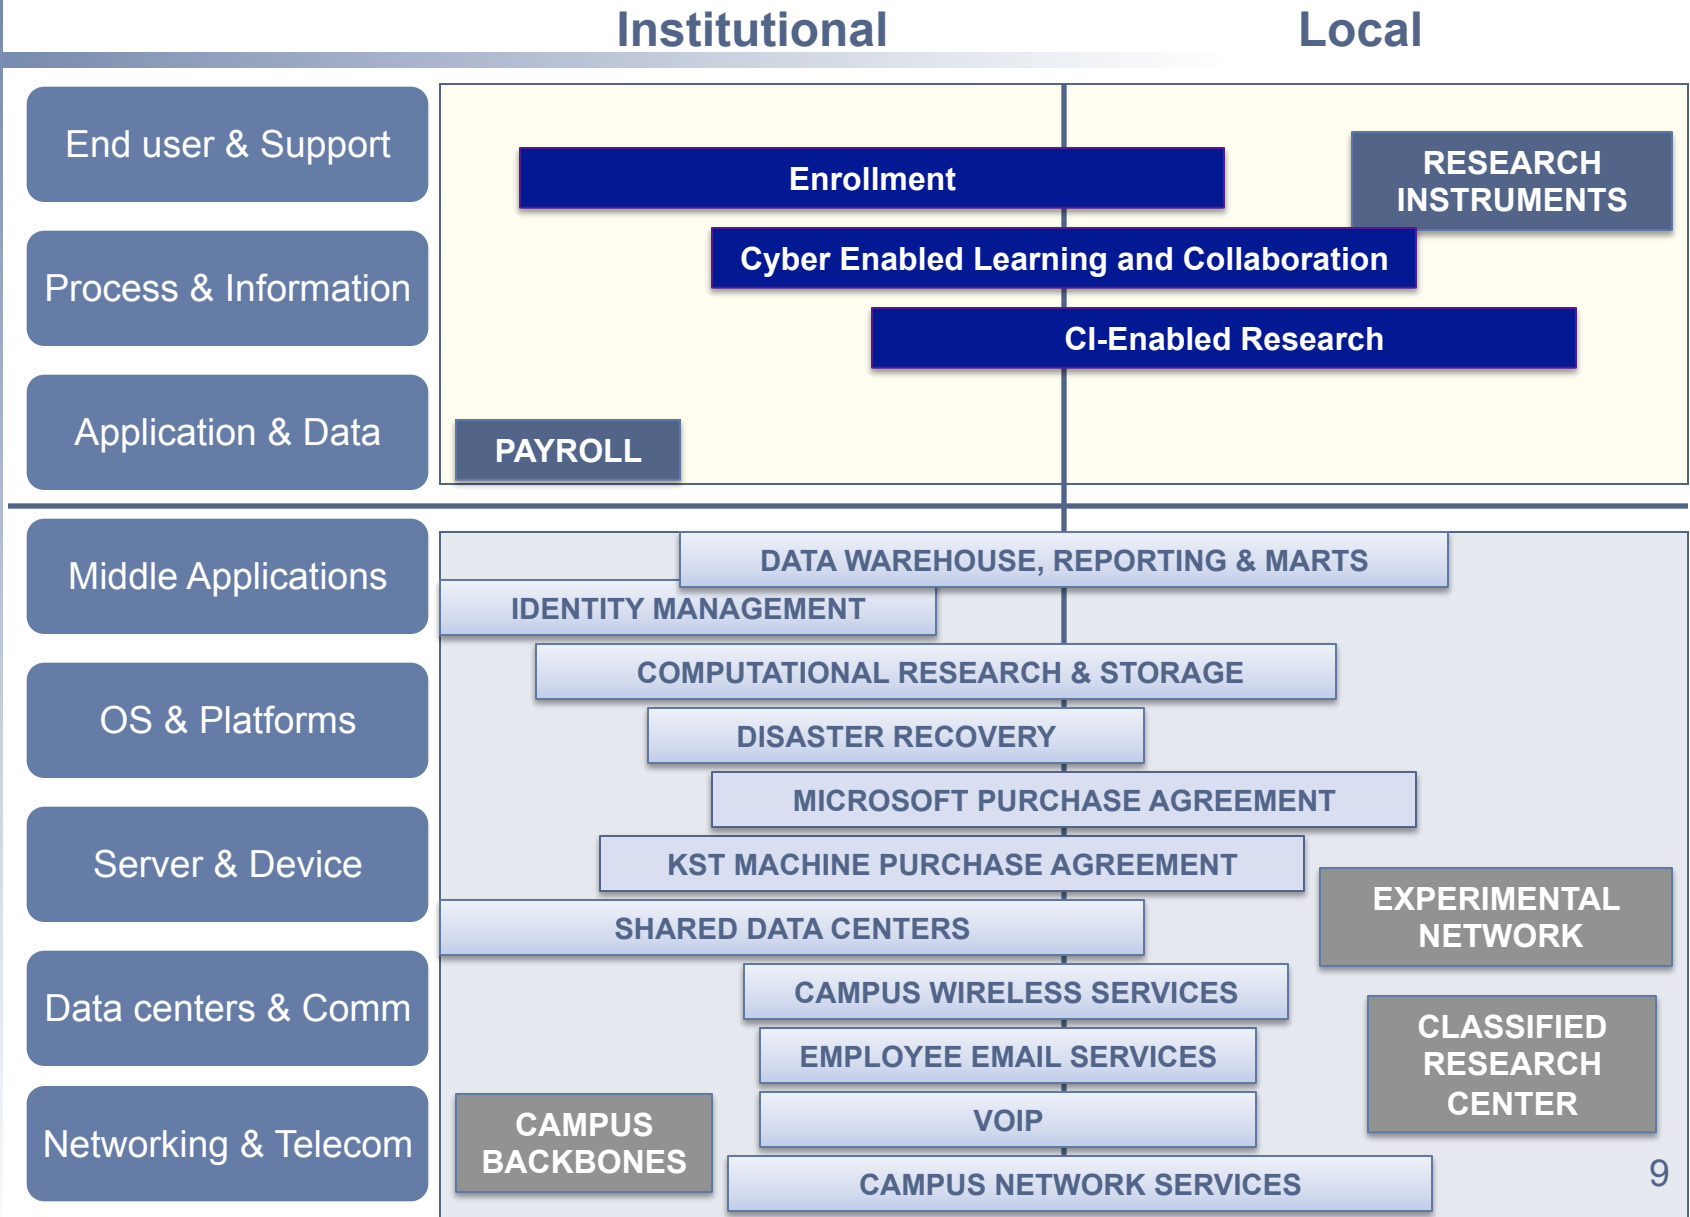 Institutional
Local
End user & Support
Process & Information
Application & Data
Enrollment
RESEARCH
INSTRUMENTS
Cyber Enabled Learning and Collaboration
CI-Enabled Research
PAYROLL
Middle Applications
OS & Platforms
Server & Device
Data centers & Comm
Networking & Telecom
DATA WAREHOUSE, REPORTING & MARTS
IDENTITY MANAGEMENT
COMPUTATIONAL RESEARCH & STORAGE
DISASTER RECOVERY
MICROSOFT PURCHASE AGREEMENT
KST MACHINE PURCHASE AGREEMENT
SHARED DATA CENTERS
EXPERIMENTAL
NETWORK
CAMPUS WIRELESS SERVICES
EMPLOYEE EMAIL SERVICES
CLASSIFIED
RESEARCH
CENTER
CAMPUS
BACKBONES
VOIP
CAMPUS NETWORK SERVICES
9